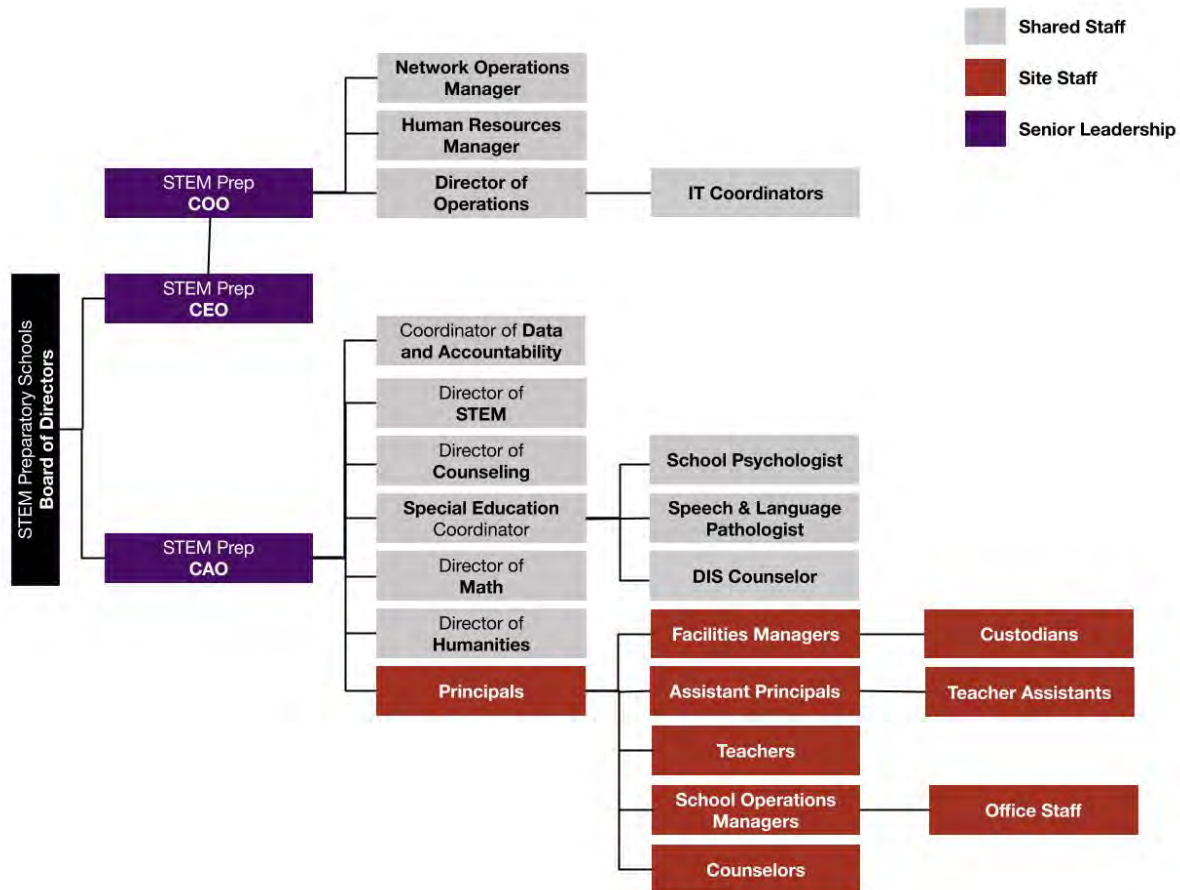 Shared Staff
Site Staff
Senior Leadership
Network Operations
Manager
Human Resources
Manager
STEM Prep
COO
Director of
Operations
IT Coordinators
STEM Preparatory Schools
Board of Directors
STEM Prep
CEO
Coordinator of Data
and Accountability
Director of
STEM
Director of
Counseling
School Psychologist
Special Education
Coordinator
Speech & Language
Pathologist
STEM Prep
CAO
Director of
Math
DIS Counselor
Director of
Humanities
Facilities Managers
Custodians
Principals
Assistant Principals
Teacher Assistants
Teachers
School Operations
Managers
Office Staff
Counselors